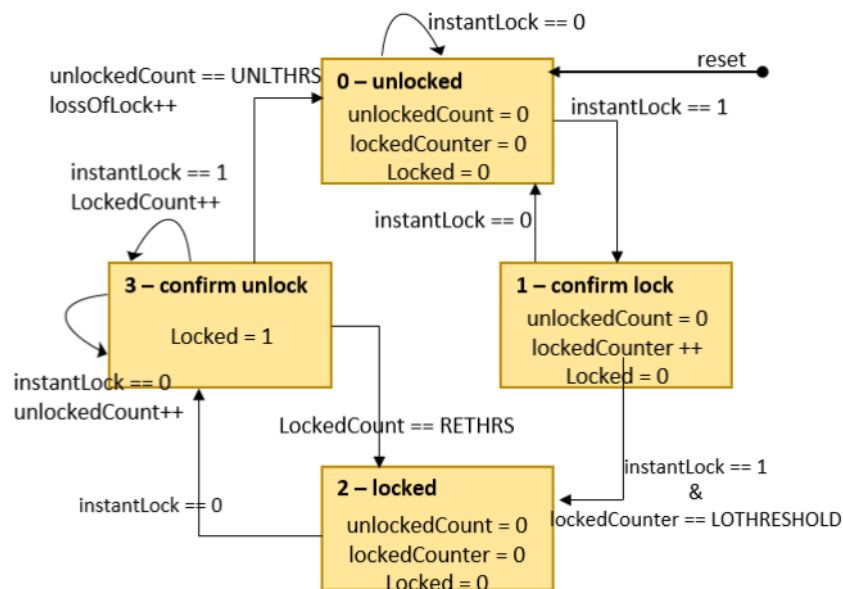 instantLock == 0
reset
unlockedCount == UNLTHRS
lossOfLock++
0 – unlocked
unlockedCount = 0
lockedCounter = 0
Locked = 0
instantLock == 1
instantLock == 1
LockedCount++
instantLock == 0
3 – confirm unlock
Locked = 1
1 – confirm lock
unlockedCount = 0
lockedCounter ++
Locked = 0
instantLock == 0
unlockedCount++
LockedCount == RETHRS
instantLock == 1
&
lockedCounter == LOTHRESHOLD
instantLock == 0
2 – locked
unlockedCount = 0
lockedCounter = 0
Locked = 0